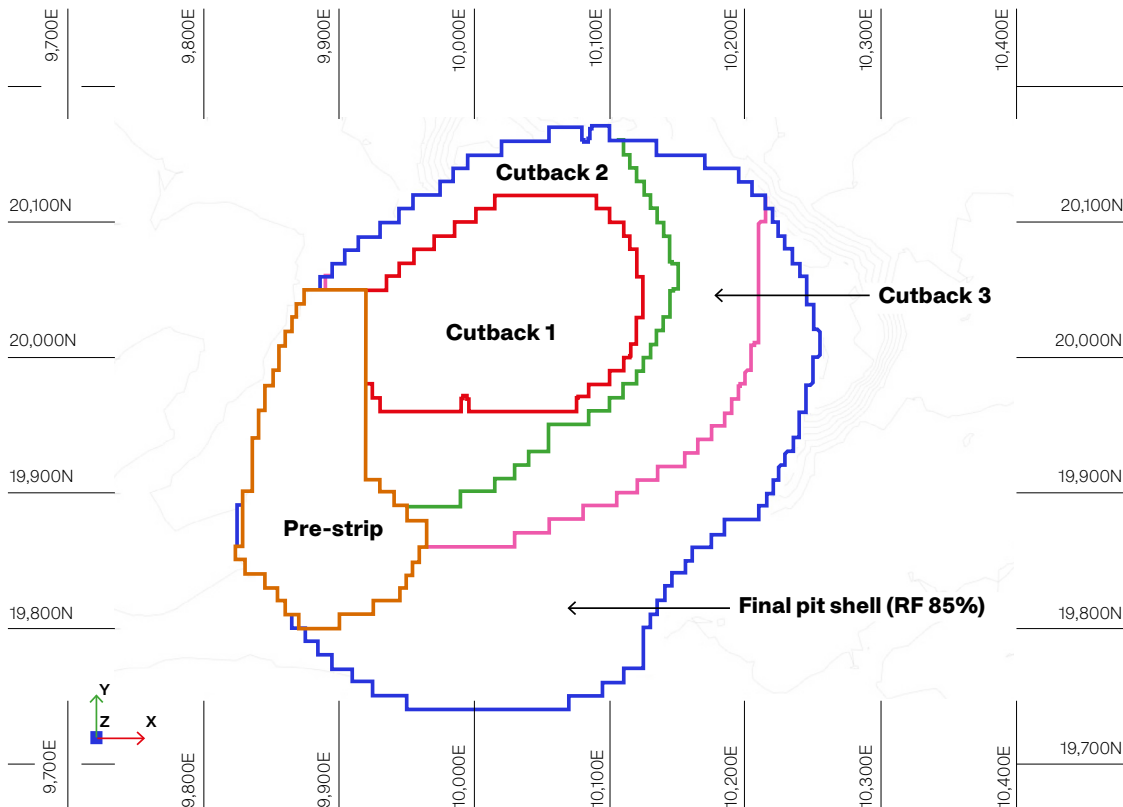 9,700E
9,800E
9,900E
10,000E
10,100E
10,200E
10,300E
10,400E
Cutback 2
20,100N
20,100N
Cutback 3
Cutback 1
20,000N
20,000N
19,900N
19,900N
Pre-strip
Final pit shell (RF 85%)
19,800N
19,800N
Y
Z
X
19,700N
9,700E
9,800E
9,900E
10,000E
10,100E
10,200E
10,300E
10,400E